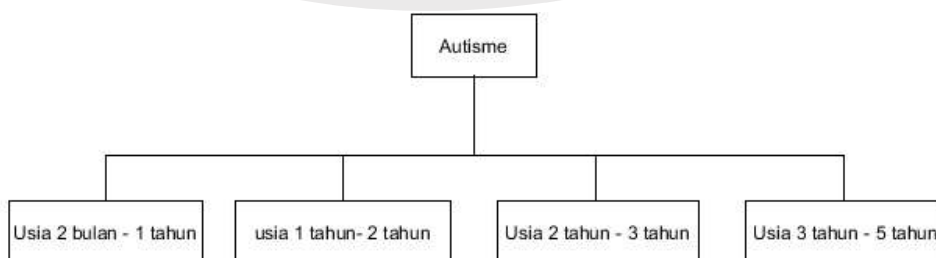 Autisme
Usia 2 bulan - 1 tahun
usia 1 tahun- 2 tahun
Usia 2 tahun - 3 tahun
Usia 3 tahun - 5 tahun